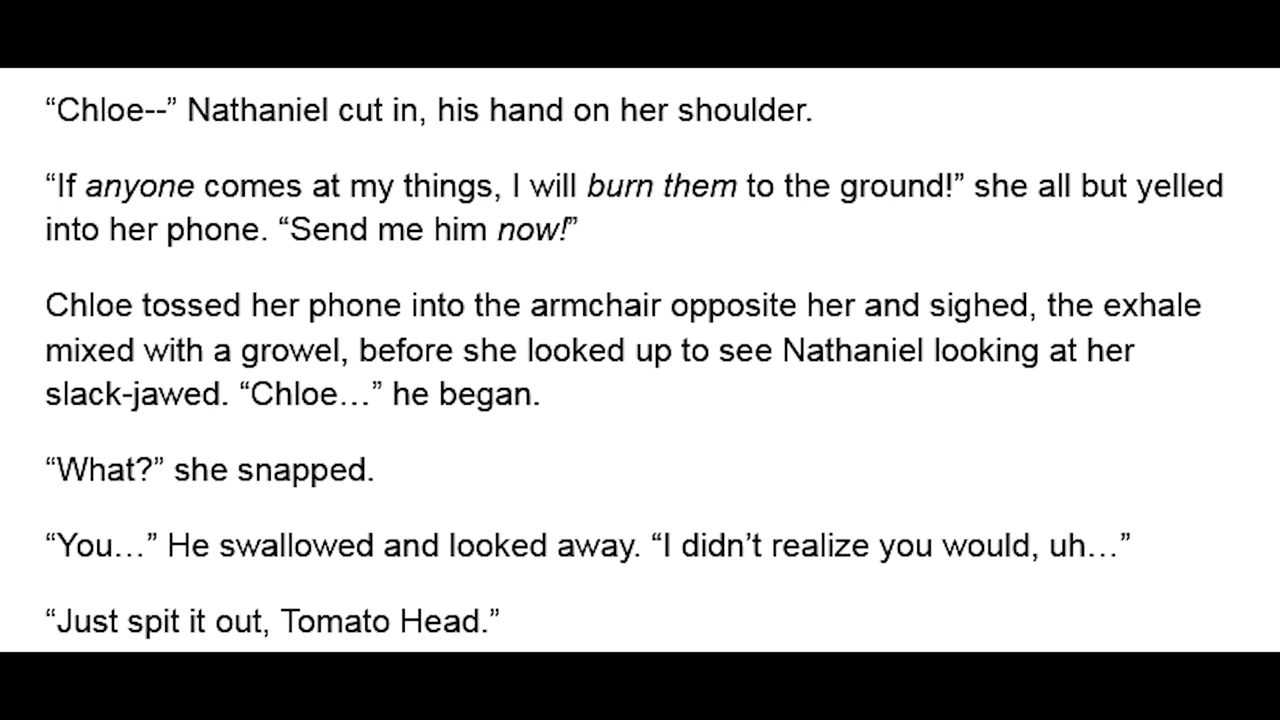 “Chloe--” Nathaniel cut in, his hand on her shoulder.
“If anyone comes at my things, I will burn them to the ground!” she all but yelled
into her phone. “Send me him now!”
Chloe tossed her phone into the armchair opposite her and sighed, the exhale
mixed with a growel, before she looked up to see Nathaniel looking at her
slack-jawed. “Chloe…” he began.
“What?” she snapped.
“You…” He swallowed and looked away. “I didn’t realize you would, uh…”
“Just spit it out, Tomato Head.”